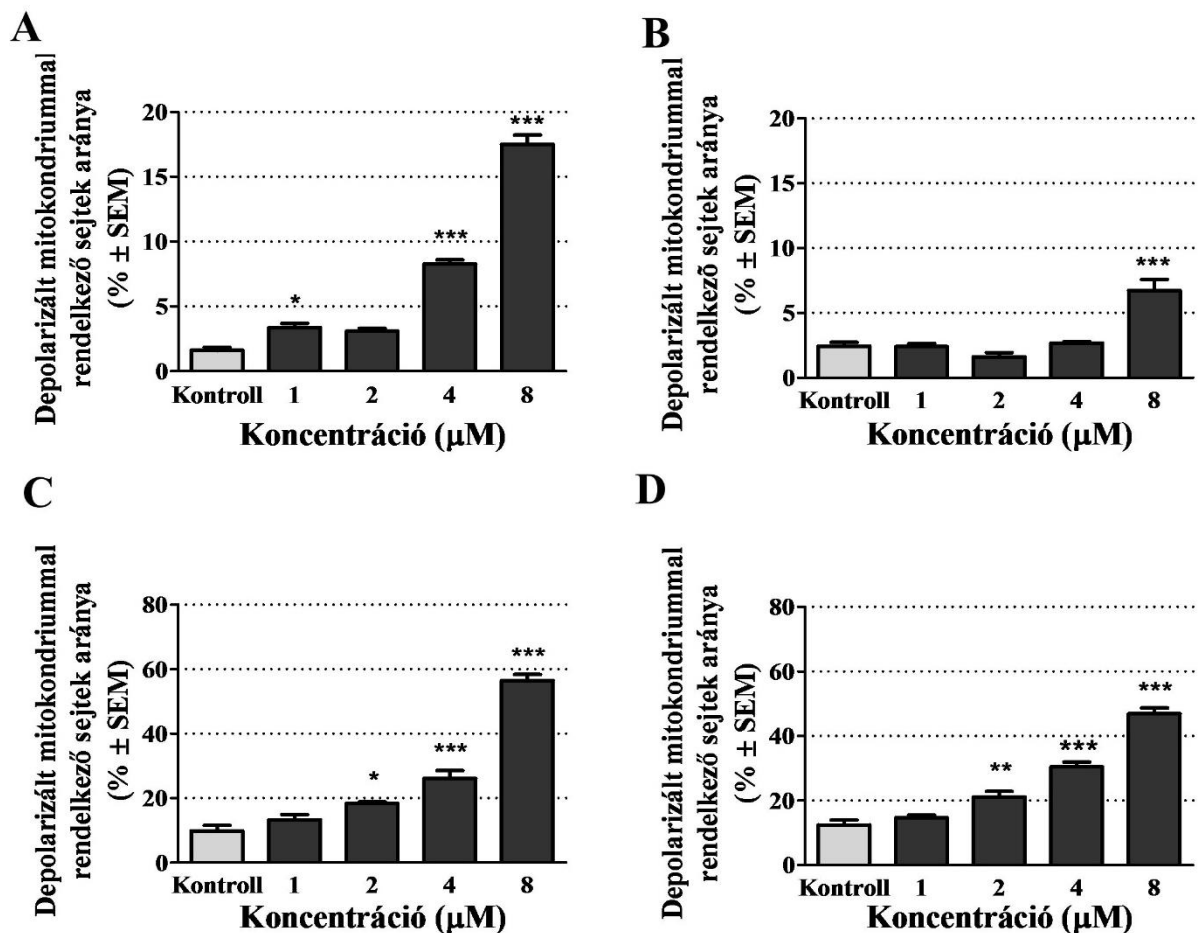 A
Depolarizált mitokondriummal
rendelkező sejtek aránya
(% ± SEM)
20
15
10
5
0
*
***
***
Kontroll 1 2 4 8
Koncentráció (μM)
B
Depolarizált mitokondriummal
rendelkezõ sejtek aránya
(% ± SEM)
20
15
10
5
0
***
Kontroll 1 2 4 8
Koncentráció (μM)
C
Depolarizált mitokondriummal
rendelkező sejtek aránya
(% ± SEM)
80
60
40
20
0
*
***
***
Kontroll 1 2 4 8
Koncentráció (μM)
D
Depolarizált mitokondriummal
rendelkező sejtek aránya
(% ± SEM)
80
60
40
20
0
**
***
***
Kontroll 1 2 4 8
Koncentráció (μM)